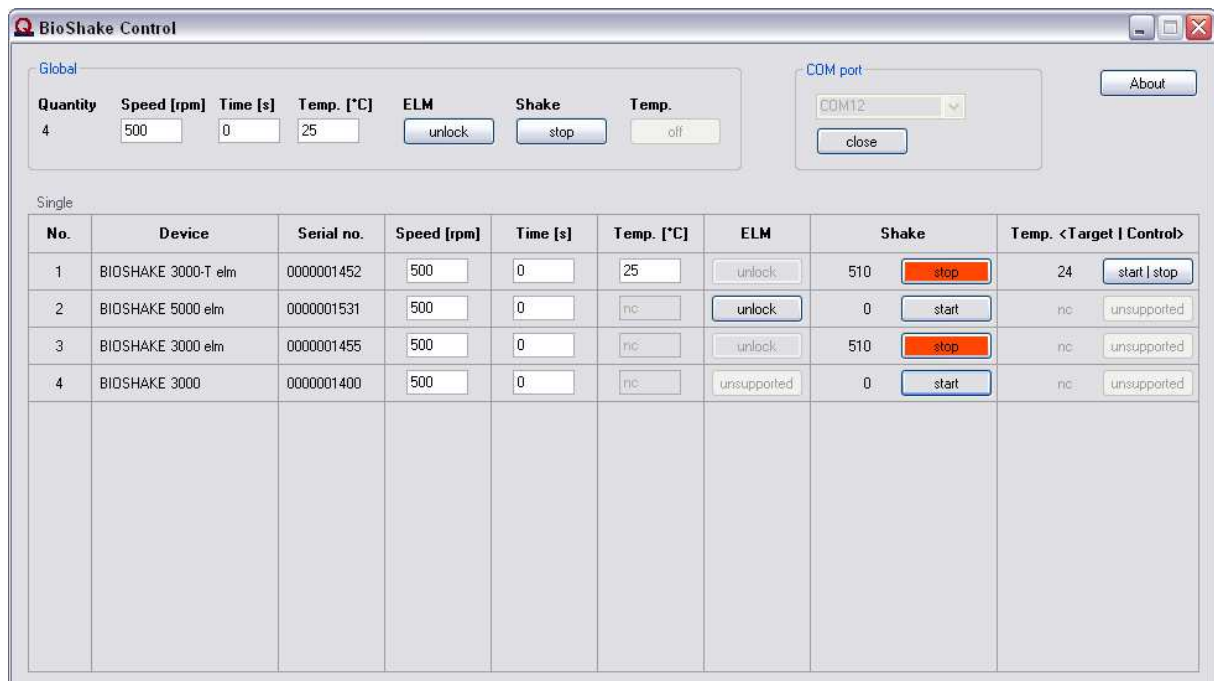 BioShake Control
Global
COM port
About
Quantity Speed [rpm] Time [s] Temp. [°C] ELM Shake Temp.
COM12
4 500 0 25 unlock stop off
close
Single
No. Device Serial no. Speed [rpm] Time [s] Temp. [°C] ELM Shake Temp. <Target | Control>
1 BIOSHAKE 3000-T elm 0000001452 500 0 25 unlock 510 stop 24 start | stop
2 BIOSHAKE 5000 elm 0000001531 500 0 nc unlock 0 start nc unsupported
3 BIOSHAKE 3000 elm 0000001455 500 0 nc unlock 510 stop nc unsupported
4 BIOSHAKE 3000 0000001400 500 0 nc unsupported 0 start nc unsupported